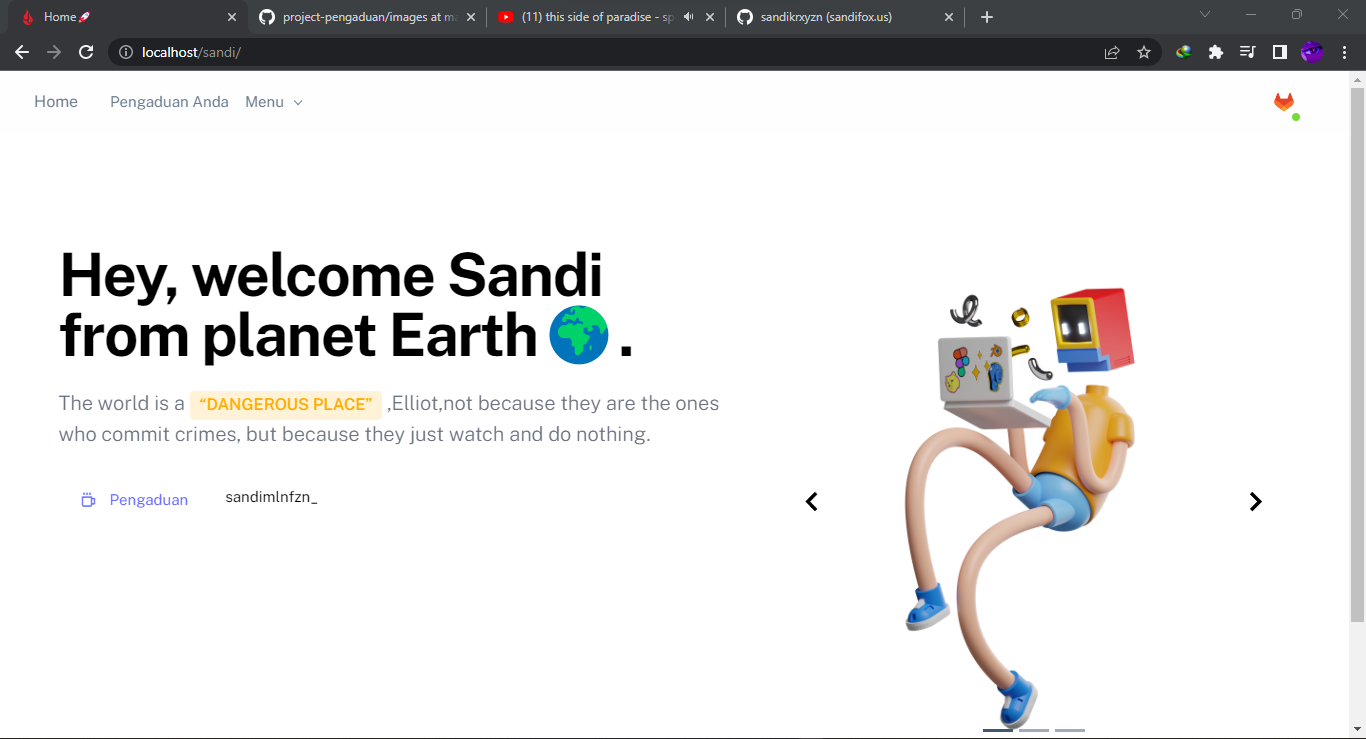 Home🚀
project-pengaduan/images at ma
(11) this side of paradise - sp
sandikrxyzn (sandifox.us)
localhost/sandi/
Home Pengaduan Anda Menu
Hey, welcome Sandi
from planet Earth 🌍 .
The world is a “DANGEROUS PLACE” ,Elliot,not because they are the ones
who commit crimes, but because they just watch and do nothing.
Pengaduan sandimlnfzn_